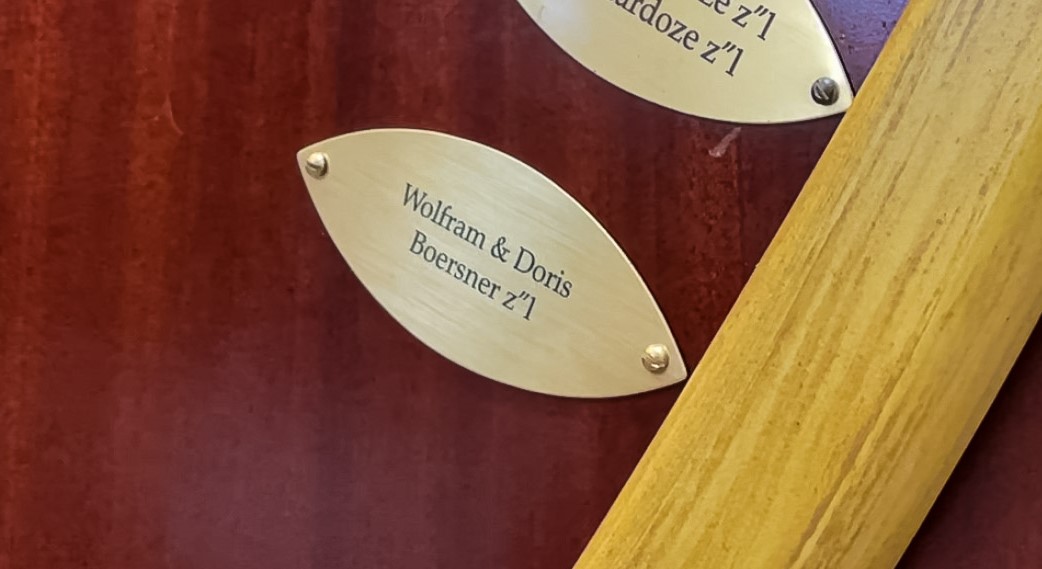 z”l
ardoze z”l
Wolfram & Doris
Boersner z”l